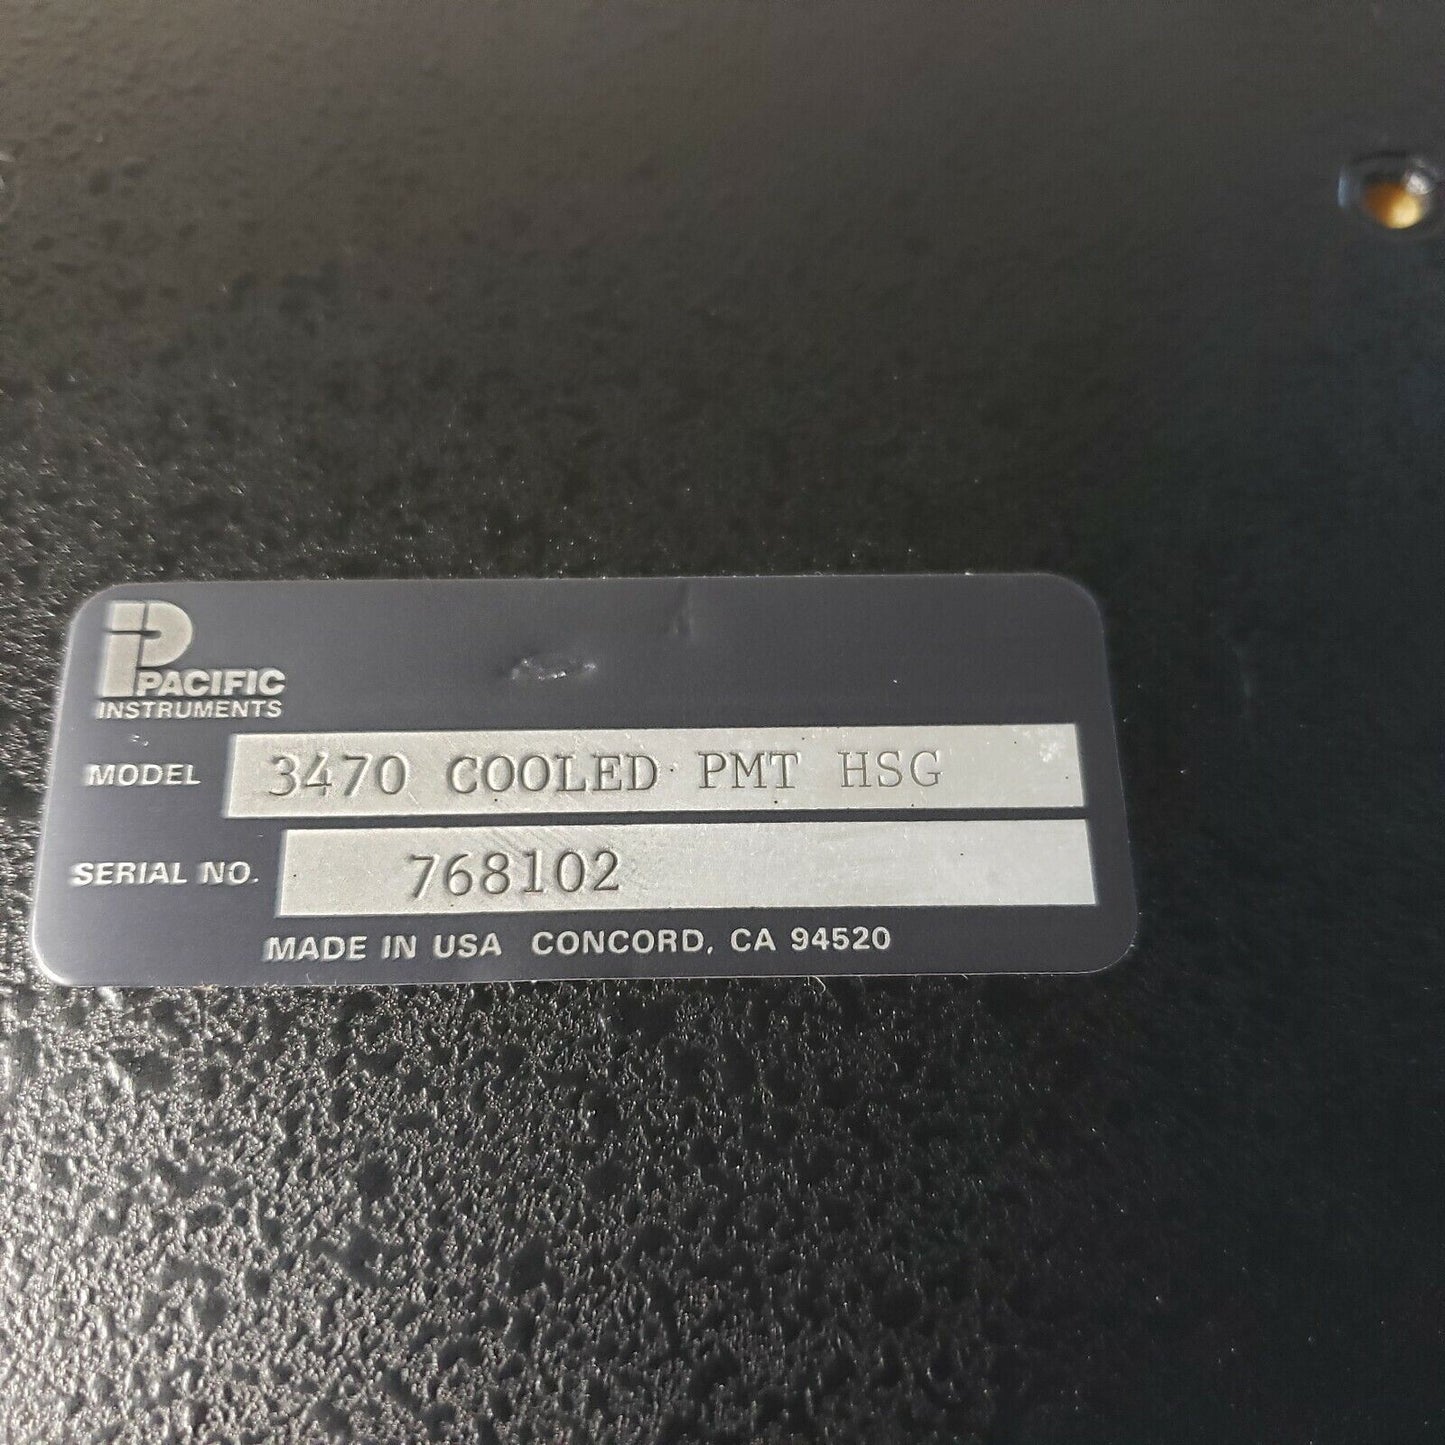 PACIFIC
INSTRUMENTS
MODEL 3470 COOLED PMT HSG
SERIAL NO. 768102
MADE IN USA CONCORD, CA 94520